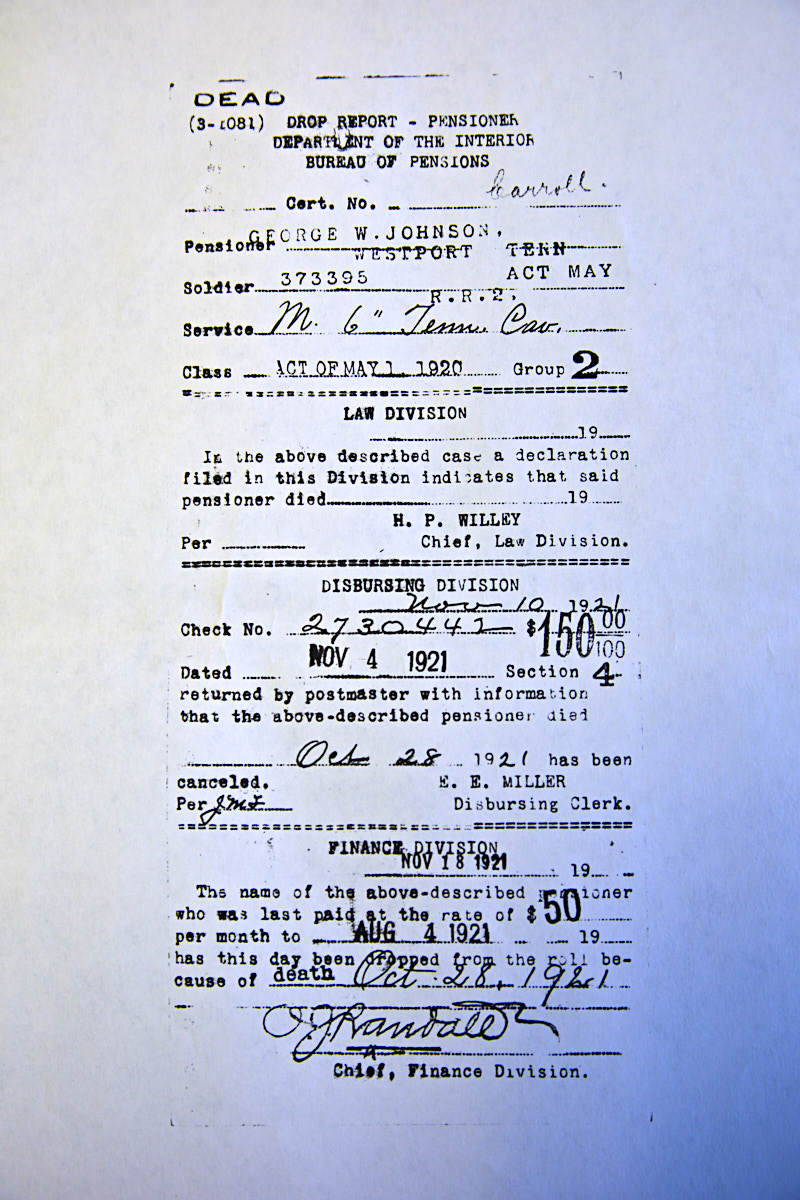 DEAD
(3-1081) DROP REPORT - PENSIONER
DEPARTMENT OF THE INTERIOR
BUREAU OF PENSIONS
Carroll.
Cert. No.
Pensioner GEORGE W. JOHNSON,
WESTPORT TENN
Soldier 373395 ACT MAY
R.R.2,
Service M. 6" Tenn. Cav.
Class ACT OF MAY 1, 1920 Group 2
LAW DIVISION
19
In the above described case a declaration
filed in this Division indicates that said
pensioner died 19
H. P. WILLEY
Per Chief, Law Division.
DISBURSING DIVISION
Nov 10 1921
Check No. 2730442 $150 00/100
Dated NOV 4 1921 Section 4
returned by postmaster with information
that the above-described pensioner died
Oct 28 1921 has been
canceled. E. E. MILLER
Per Disbursing Clerk.
FINANCE DIVISION
NOV 18 1921 19
The name of the above-described pensioner
who was last paid at the rate of $50
per month to AUG 4 1921 19
has this day been dropped from the roll be-
cause of death Oct. 28, 1921
Randall
Chief, Finance Division.